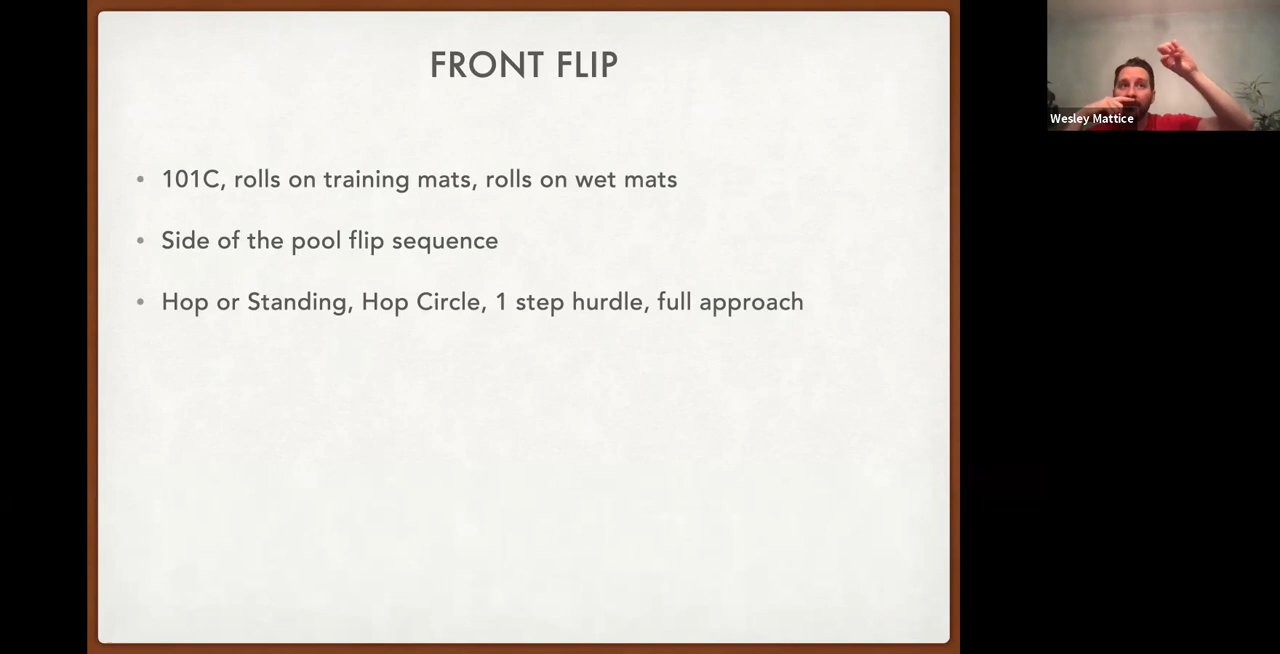 FRONT FLIP
• 101C, rolls on training mats, rolls on wet mats
• Side of the pool flip sequence
• Hop or Standing, Hop Circle, 1 step hurdle, full approach
Wesley Mattice